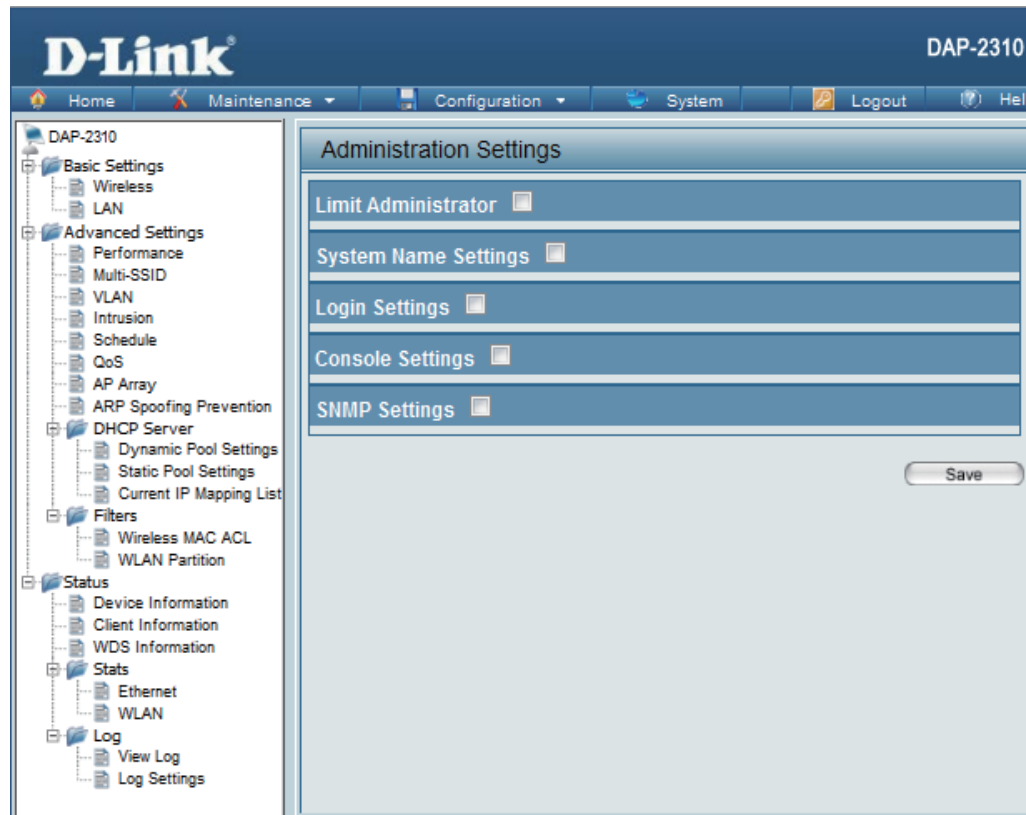 D-Link
DAP-2310
Home
Maintenance
Configuration
System
Logout
Hel
DAP-2310
Basic Settings
Wireless
LAN
Advanced Settings
Performance
Multi-SSID
VLAN
Intrusion
Schedule
QoS
AP Array
ARP Spoofing Prevention
DHCP Server
Dynamic Pool Settings
Static Pool Settings
Current IP Mapping List
Filters
Wireless MAC ACL
WLAN Partition
Status
Device Information
Client Information
WDS Information
Stats
Ethernet
WLAN
Log
View Log
Log Settings
Administration Settings
Limit Administrator
System Name Settings
Login Settings
Console Settings
SNMP Settings
Save